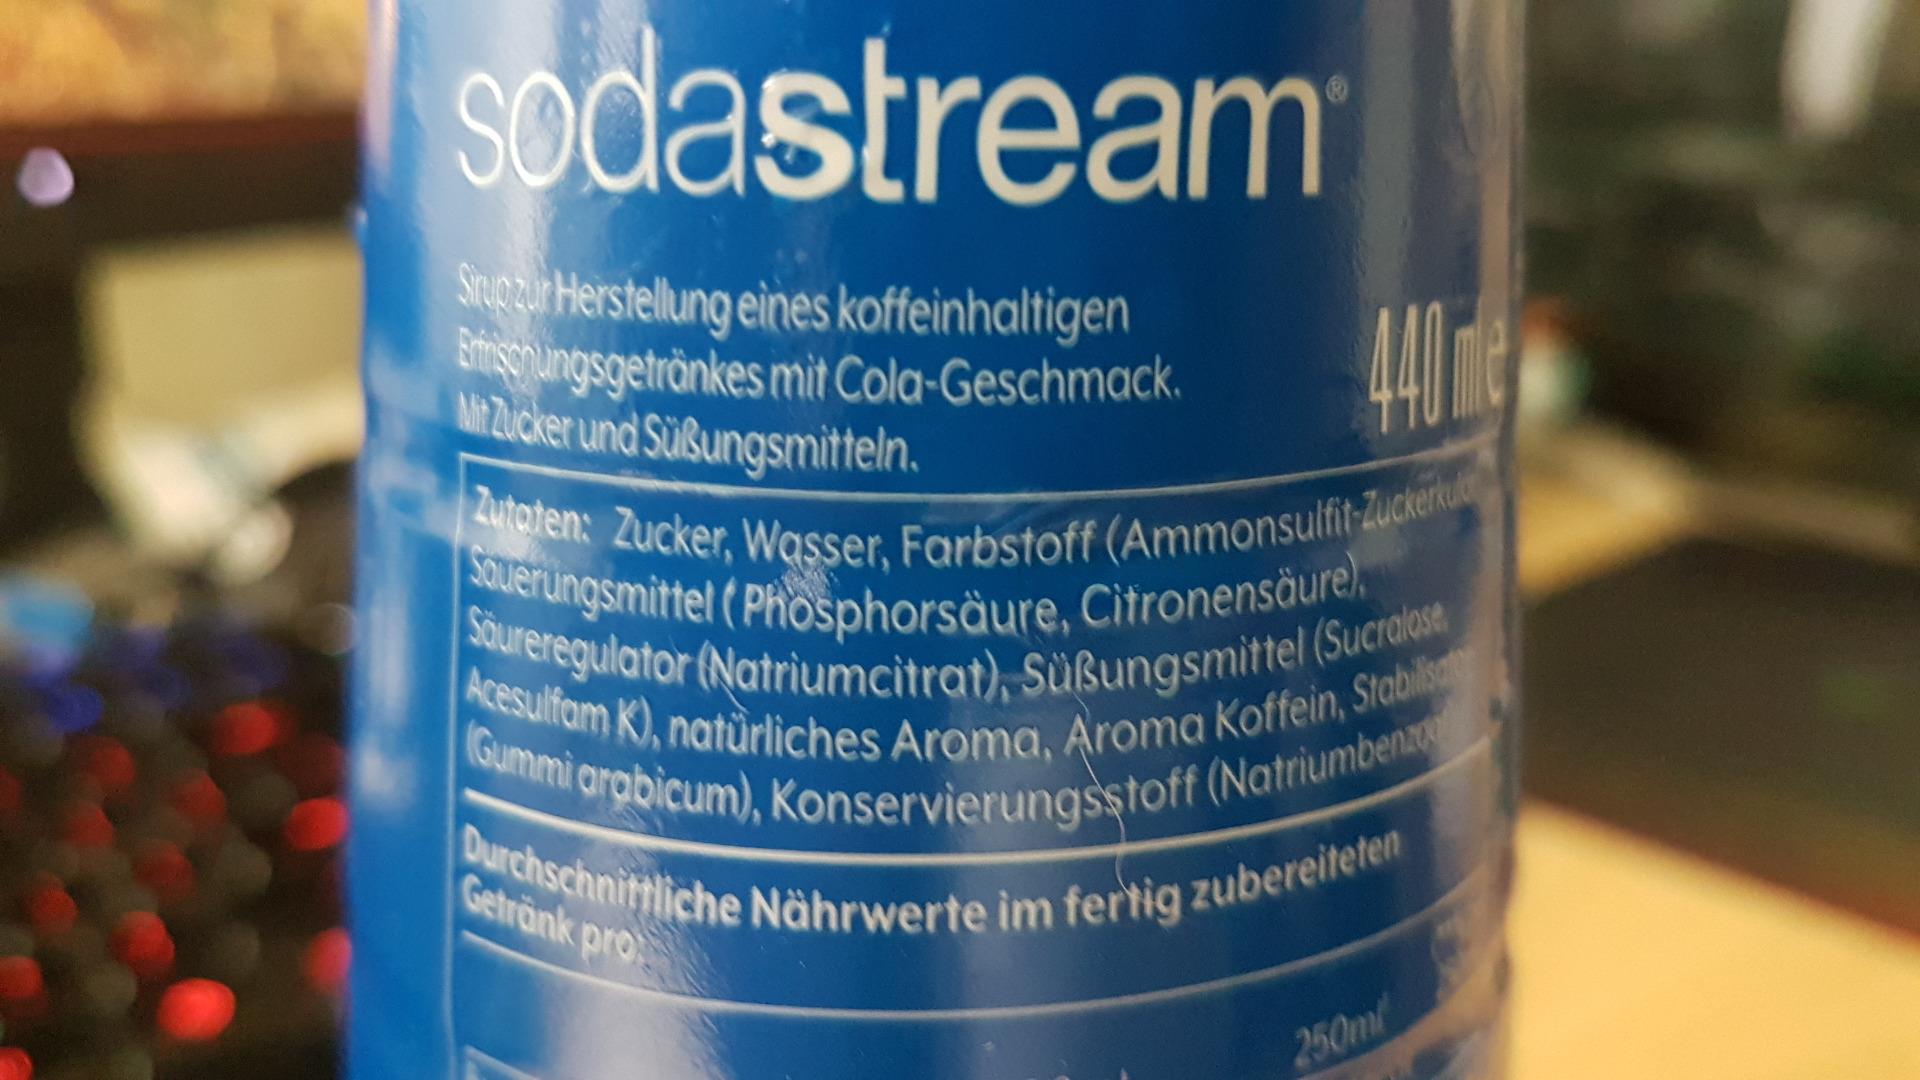 sodastream®
Sirup zur Herstellung eines koffeinhaltigen
Erfrischungsgetränkes mit Cola-Geschmack.
Mit Zucker und Süßungsmitteln.
440 ml e
Zutaten: Zucker, Wasser, Farbstoff (Ammonsulfit-Zuckerkulör
Säuerungsmittel (Phosphorsäure, Citronensäure),
Säureregulator (Natriumcitrat), Süßungsmittel (Sucralose,
Acesulfam K), natürliches Aroma, Aroma Koffein, Stabilisator
(Gummi arabicum), Konservierungsstoff (Natriumbenzoat
Durchschnittliche Nährwerte im fertig zubereiteten
Getränk pro:
250ml